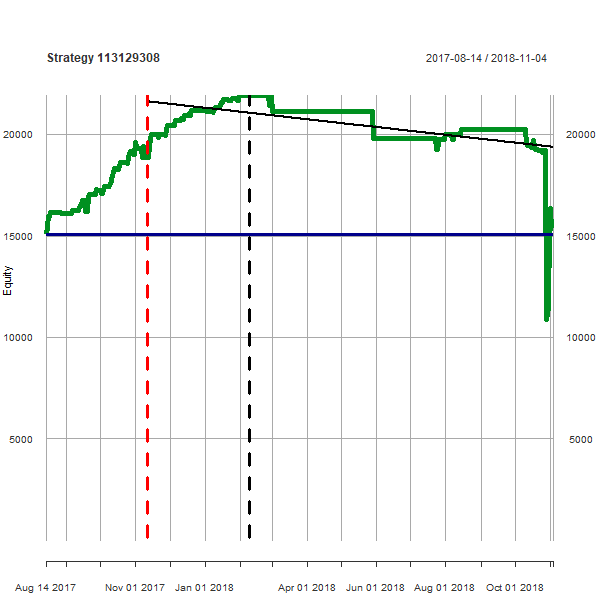 Strategy 113129308
2017-08-14 / 2018-11-04
20000
20000
15000
15000
Equity
10000
10000
5000
5000
Aug 14 2017
Nov 01 2017
Jan 01 2018
Apr 01 2018
Jun 01 2018
Aug 01 2018
Oct 01 2018